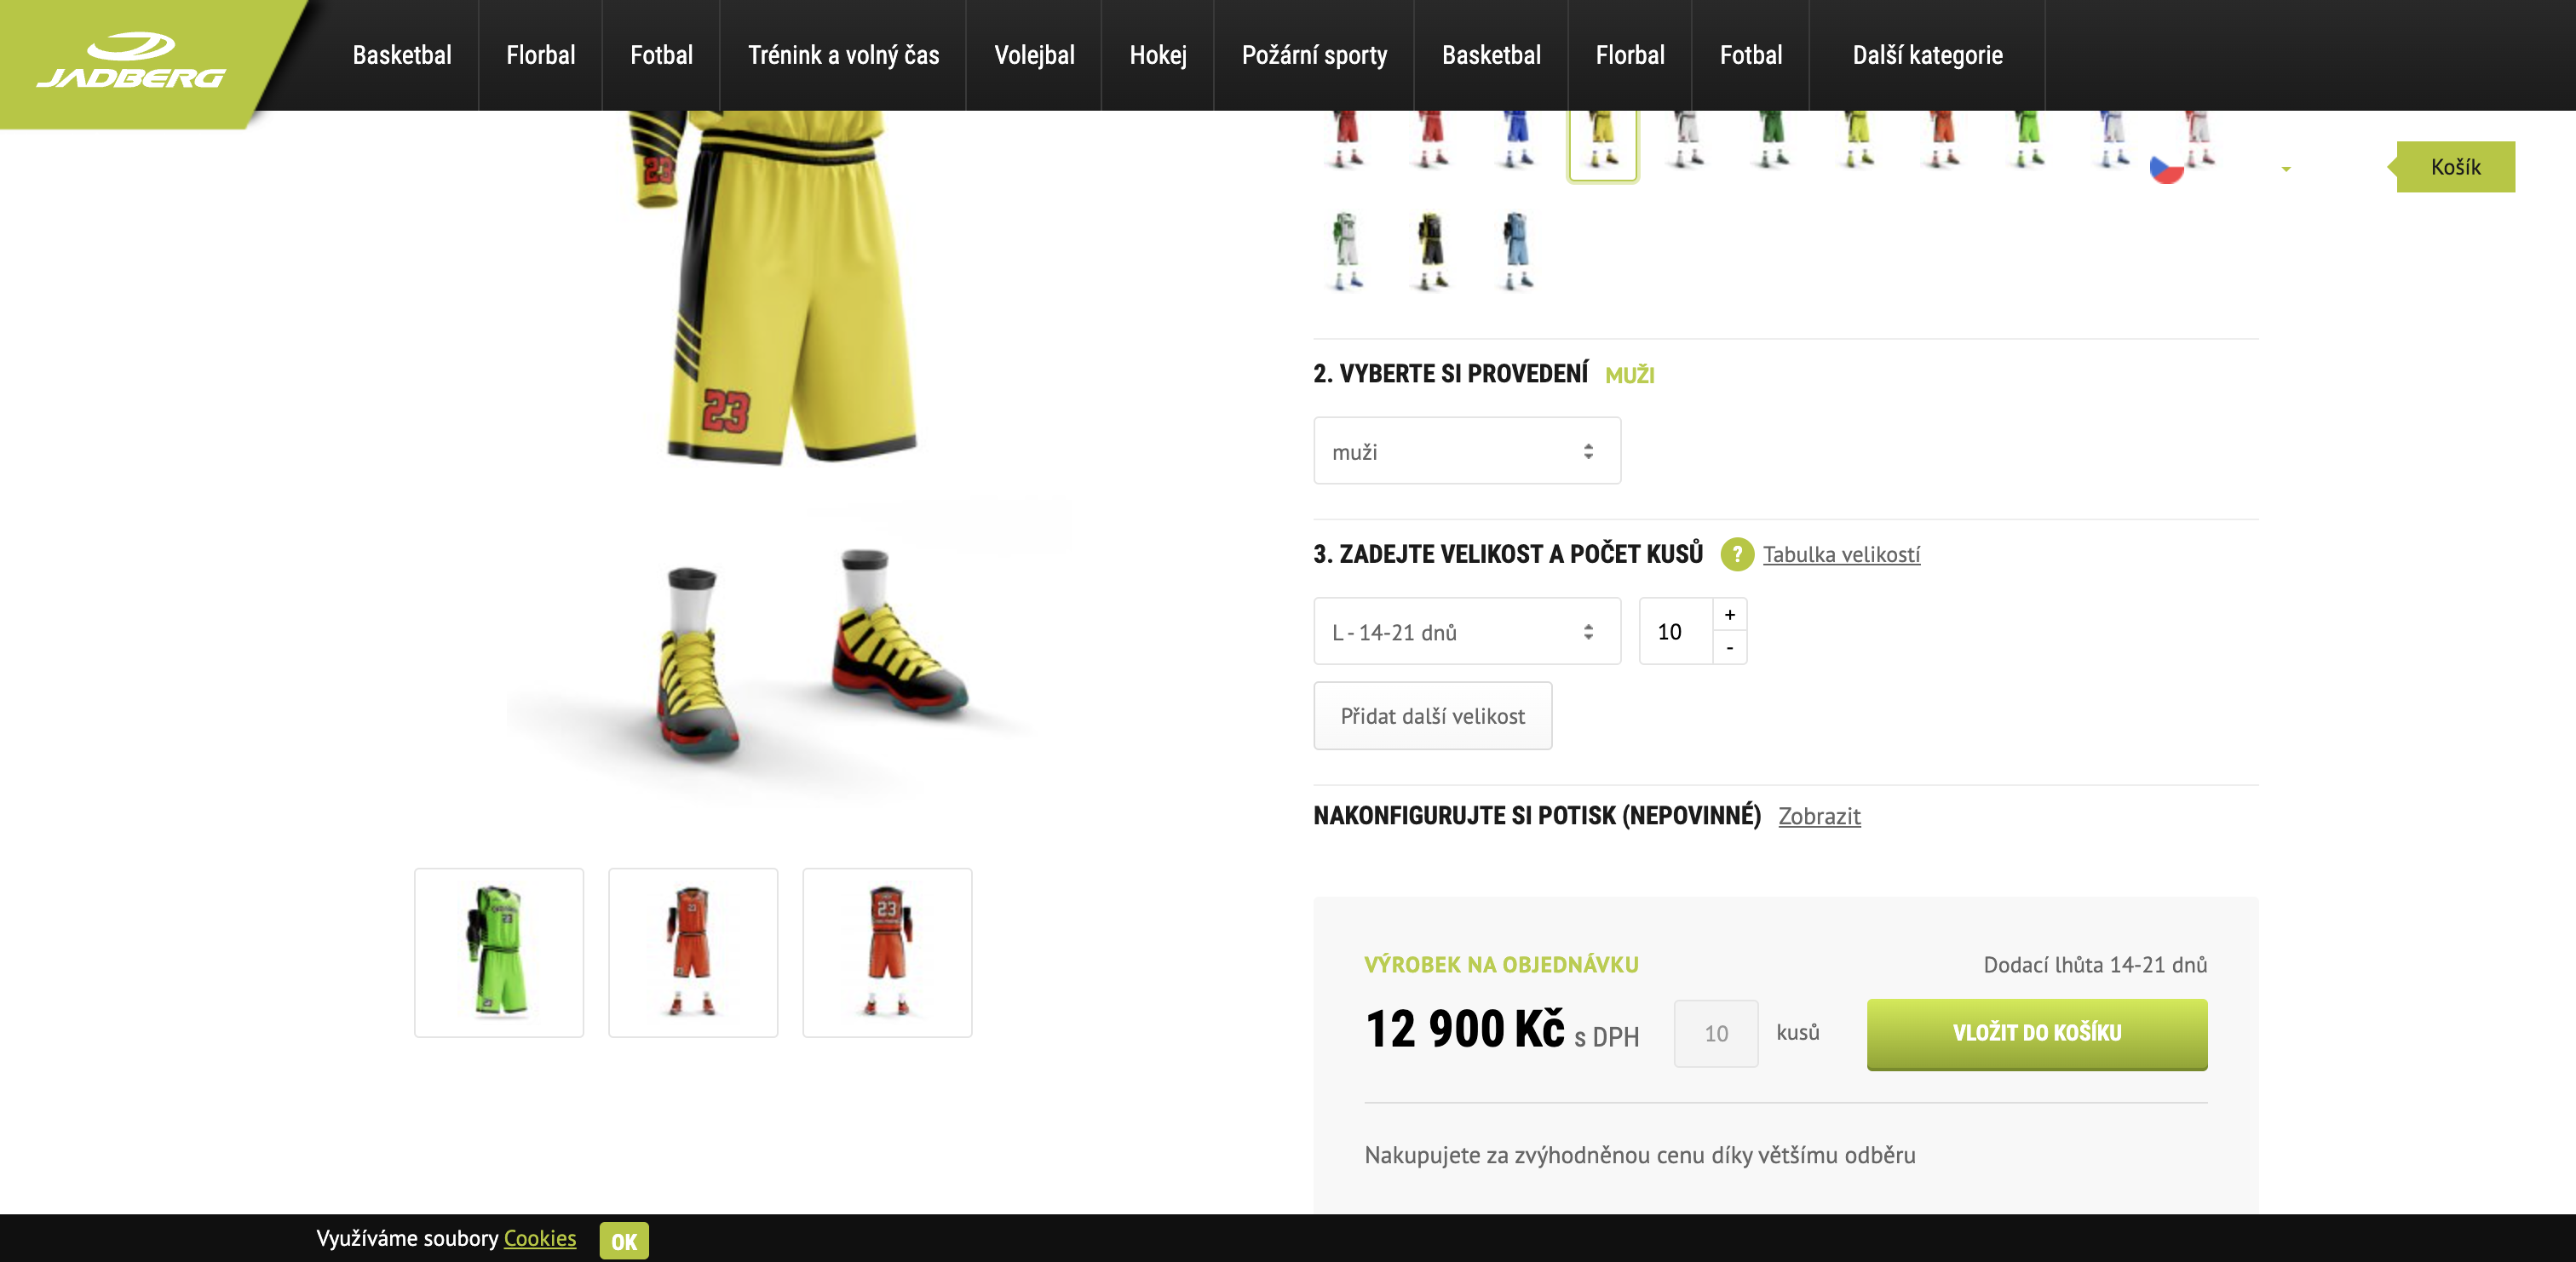 JADBERG
Basketbal
Florbal
Fotbal
Trénink a volný čas
Volejbal
Hokej
Požární sporty
Basketbal
Florbal
Fotbal
Další kategorie
Košík
23
23
2. VYBERTE SI PROVEDENÍ MUŽI
muži
3. ZADEJTE VELIKOST A POČET KUSŮ ? Tabulka velikostí
L - 14-21 dnů
10
+
-
Přidat další velikost
NAKONFIGURUJTE SI POTISK (NEPOVINNÉ) Zobrazit
23
23
23
VÝROBEK NA OBJEDNÁVKU
Dodací lhůta 14-21 dnů
12 900 Kč s DPH
10 kusů
VLOŽIT DO KOŠÍKU
Nakupujete za zvýhodněnou cenu díky většímu odběru
Využíváme soubory Cookies OK